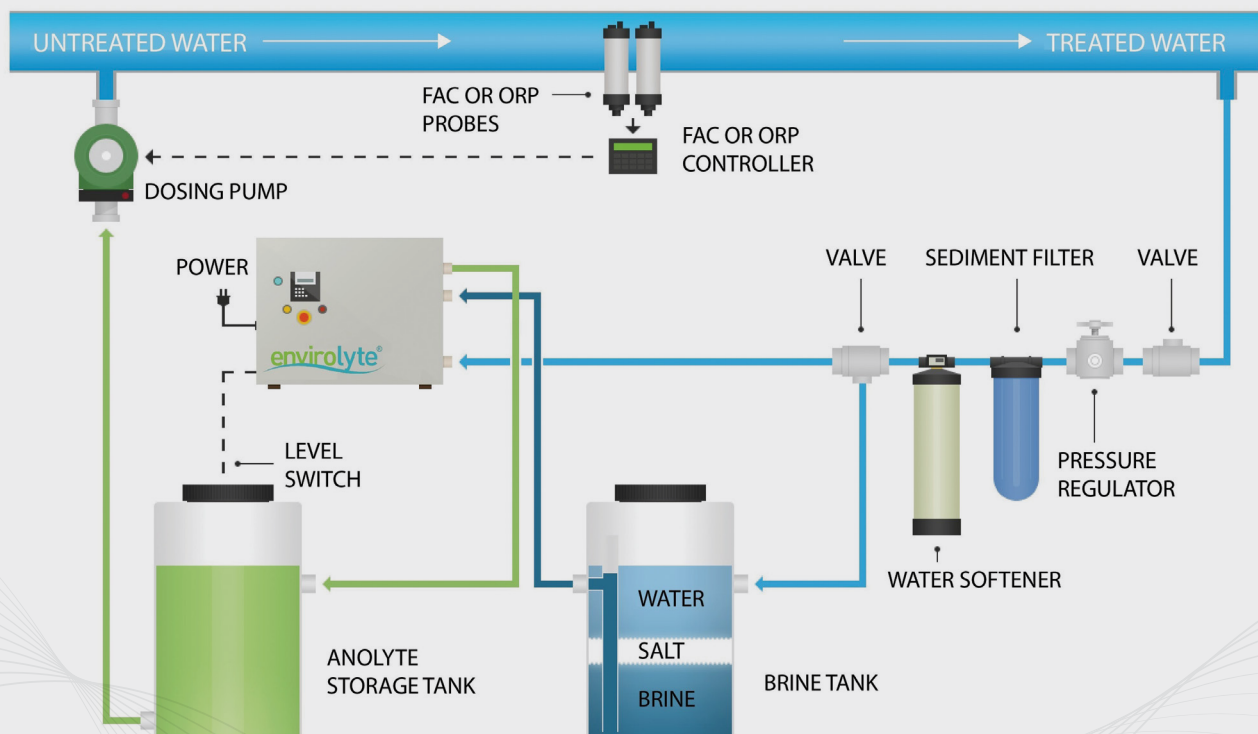 UNTREATED WATER
TREATED WATER
FAC OR ORP
PROBES
FAC OR ORP
CONTROLLER
DOSING PUMP
POWER
envirolyte®
VALVE
SEDIMENT FILTER
VALVE
LEVEL
SWITCH
PRESSURE
REGULATOR
WATER SOFTENER
WATER
SALT
BRINE
ANOLYTE
STORAGE TANK
BRINE TANK